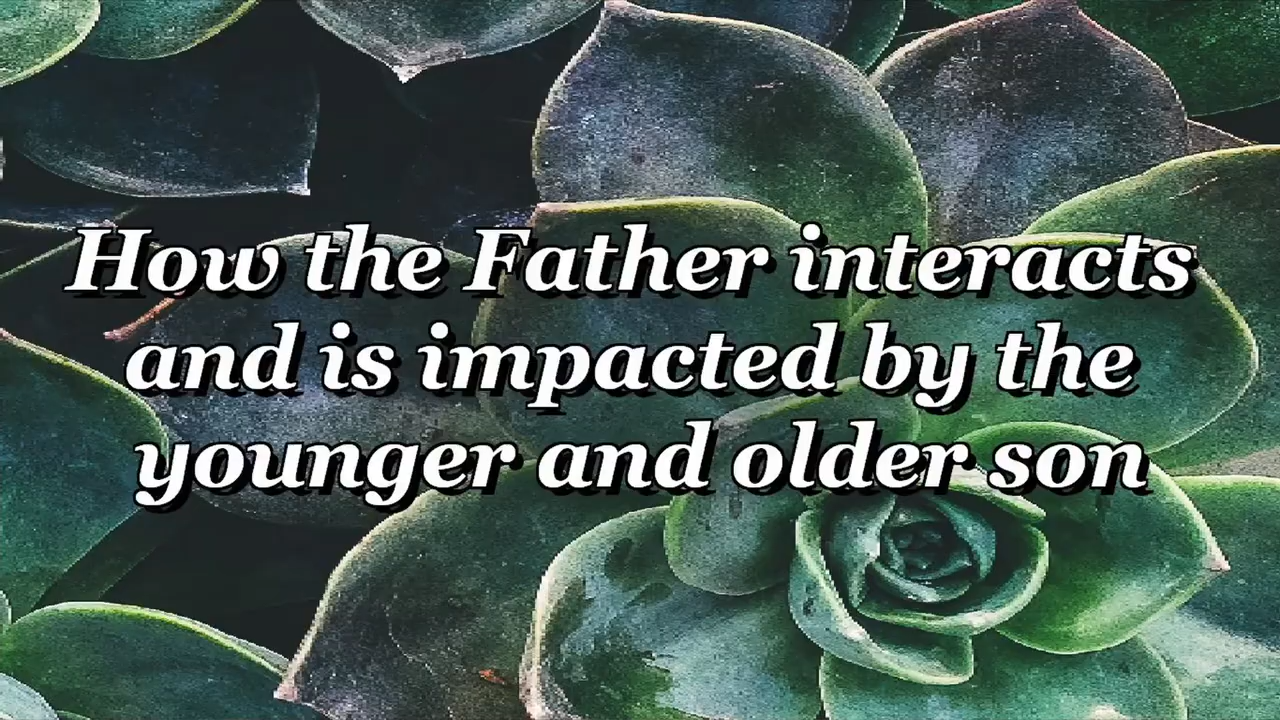 How the Father interacts
and is impacted by the
younger and older son